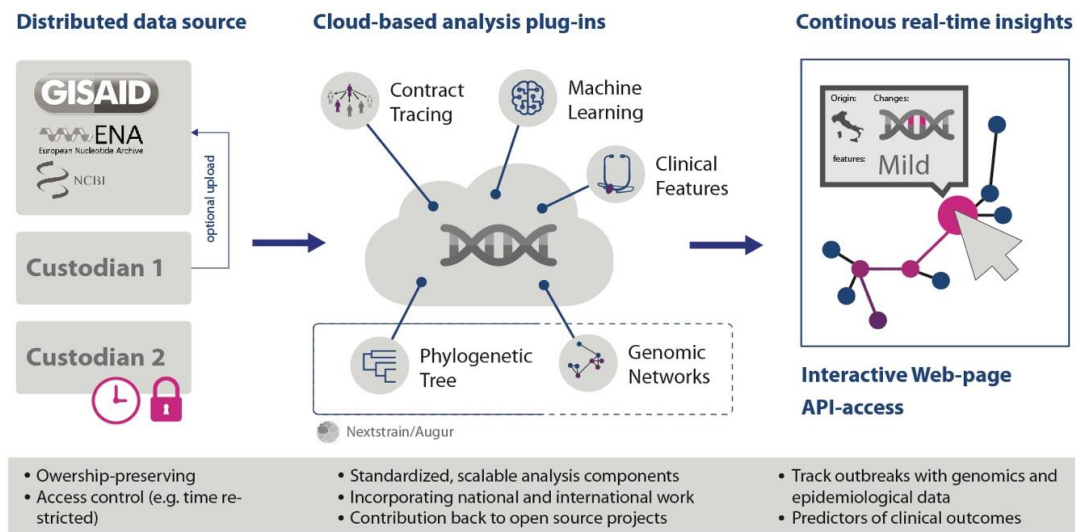 Distributed data source
GISAID
ENA
European Nucleotide Archive
NCBI
optional upload
Custodian 1
Custodian 2
Cloud-based analysis plug-ins
Contract
Tracing
Machine
Learning
Clinical
Features
Phylogenetic
Tree
Genomic
Networks
Nextstrain/Augur
Continous real-time insights
Origin:
Changes:
features:
Mild
Interactive Web-page
API-access
• Owership-preserving
• Access control (e.g. time re-
stricted)
• Standardized, scalable analysis components
• Incorporating national and international work
• Contribution back to open source projects
• Track outbreaks with genomics and
epidemiological data
• Predictors of clinical outcomes